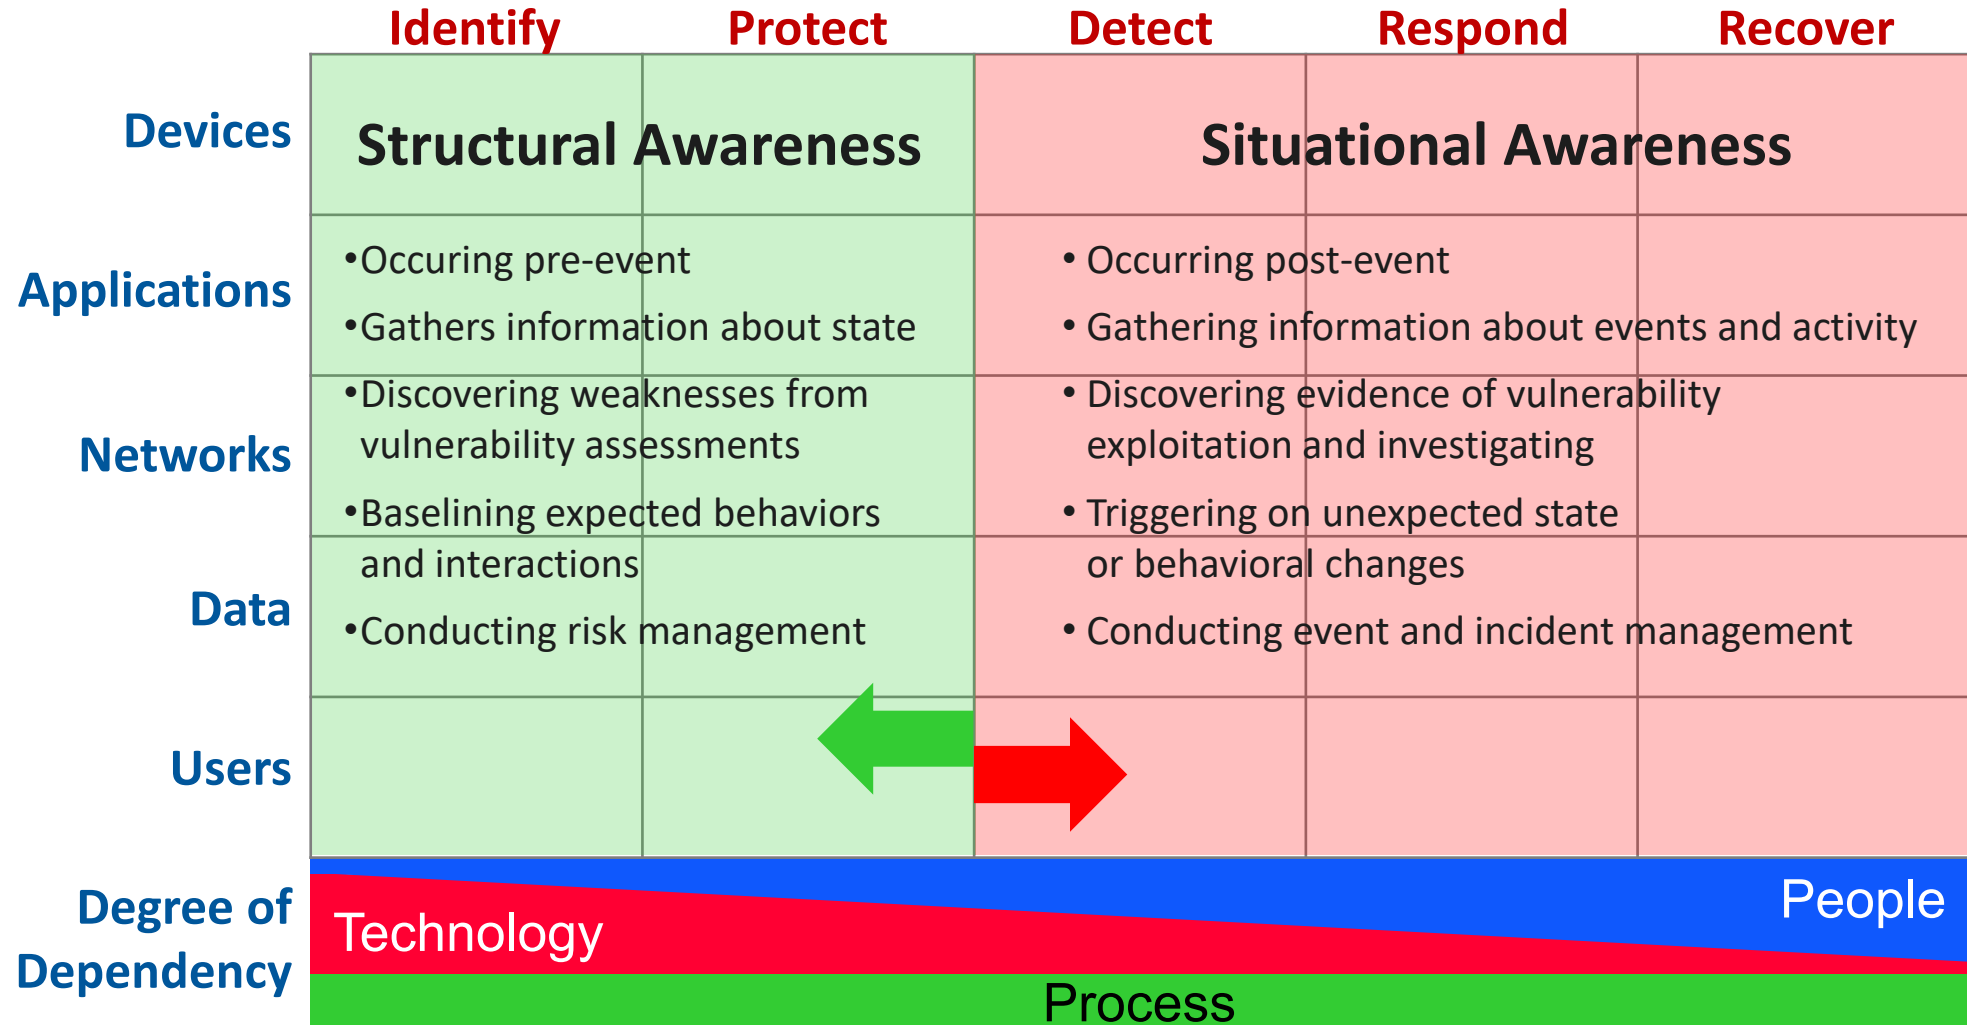 Identify Protect Detect Respond Recover
Devices
Structural Awareness
Situational Awareness
Applications
•Occuring pre-event
•Gathers information about state
•Discovering weaknesses from
vulnerability assessments
•Baselining expected behaviors
and interactions
•Conducting risk management
• Occurring post-event
• Gathering information about events and activity
• Discovering evidence of vulnerability
exploitation and investigating
• Triggering on unexpected state
or behavioral changes
• Conducting event and incident management
Networks
Data
Users
Degree of
Dependency
Technology
People
Process